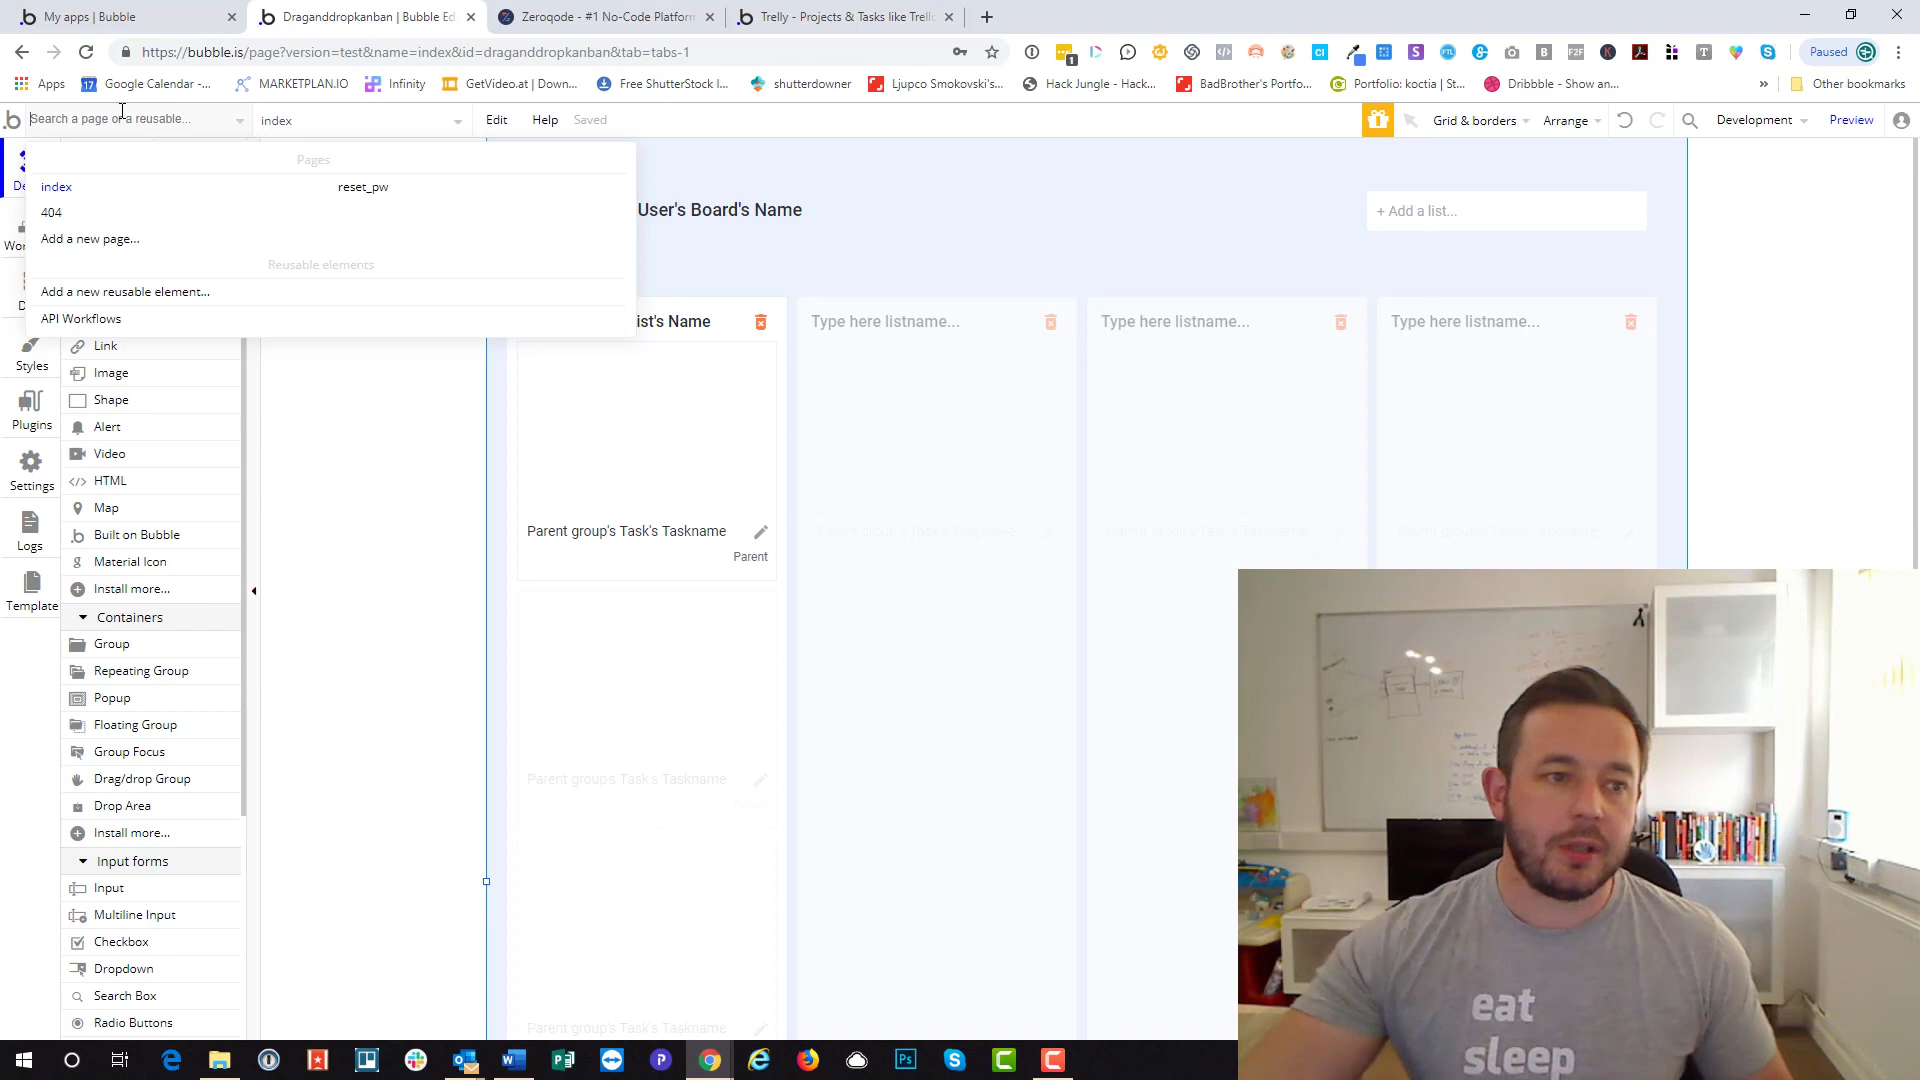 My apps | Bubble
Draganddropkanban | Bubble Ed
Zeroqode - #1 No-Code Platforn
Trelly - Projects & Tasks like Trell
https://bubble.is/page?version=test&name=index&id=draganddropkanban&tab=tabs-1
Paused
Apps
17
Google Calendar -...
MARKETPLAN.IO
Infinity
GetVideo.at | Down...
Free ShutterStock I...
shutterdowner
Ljupco Smokovski's...
Hack Jungle - Hack...
BadBrother's Portfo...
Portfolio: koctia | St...
Dribbble - Show an...
Other bookmarks
Search a page or a reusable...
index
Edit
Help
Saved
Grid & borders
Arrange
Development
Preview
Pages
index
reset_pw
404
Add a new page...
Reusable elements
Add a new reusable element...
API Workflows
User's Board's Name
+ Add a list...
ist's Name
Type here listname...
Type here listname...
Type here listname...
Link
Image
Shape
Alert
Video
HTML
Map
Built on Bubble
Material Icon
Install more...
Containers
Group
Repeating Group
Popup
Floating Group
Group Focus
Drag/drop Group
Drop Area
Install more...
Input forms
Input
Multiline Input
Checkbox
Dropdown
Search Box
Radio Buttons
Styles
Plugins
Settings
Logs
Template
Parent group's Task's Taskname
Parent
Parent group's Task's Taskname
Parent group's Task's Taskname
eat
sleep